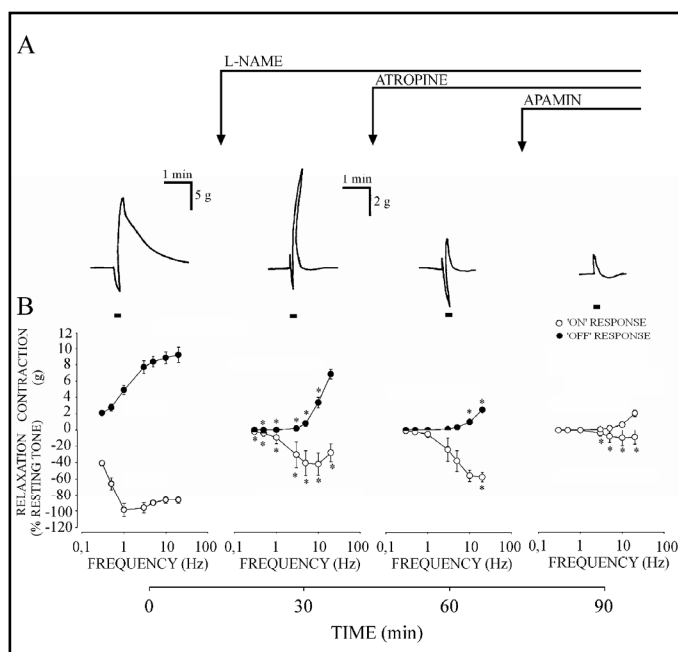 A
L-NAME
ATROPINE
APAMIN
1 min
5 g
1 min
2 g
B
'ON' RESPONSE
'OFF' RESPONSE
RELAXATION CONTRACTION
(% RESTING TONE) (g)
12
10
8
6
4
2
0
-20
-40
-60
-80
-100
-120
* * * * * * * * * *
* * *
* * * *
0,1 1 10 100 0,1 1 10 100 0,1 1 10 100 0,1 1 10 100
FREQUENCY (Hz) FREQUENCY (Hz) FREQUENCY (Hz) FREQUENCY (Hz)
0 30 60 90
TIME (min)